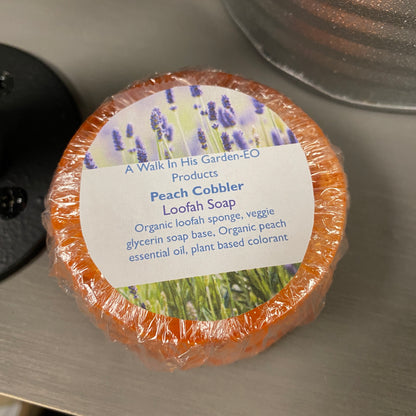 A Walk In His Garden-EO
Products
Peach Cobbler
Loofah Soap
Organic loofah sponge, veggie
glycerin soap base, Organic peach
essential oil, plant based colorant